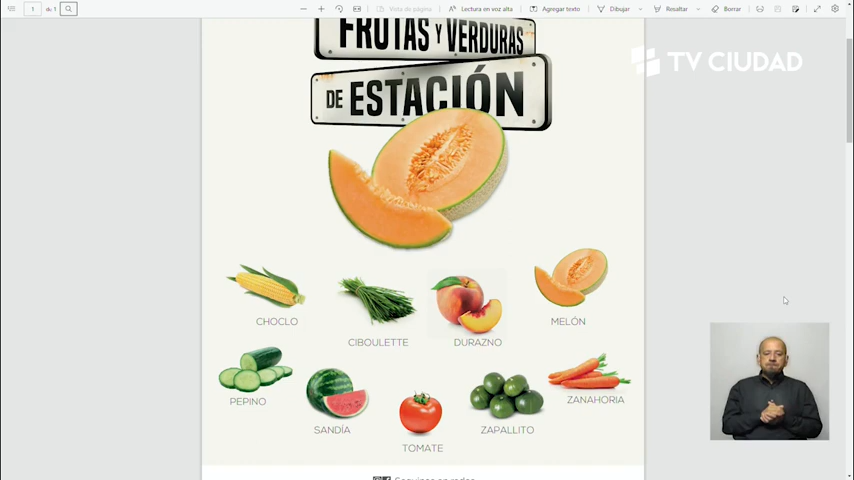 1
de 1
Vista de página
Lectura en voz alta
Agregar texto
Dibujar
Resaltar
Borrar
TV CIUDAD
FRUTAS Y VERDURAS
DE ESTACIÓN
CHOCLO
CIBOULETTE
DURAZNO
MELÓN
PEPINO
SANDÍA
TOMATE
ZAPALLITO
ZANAHORIA